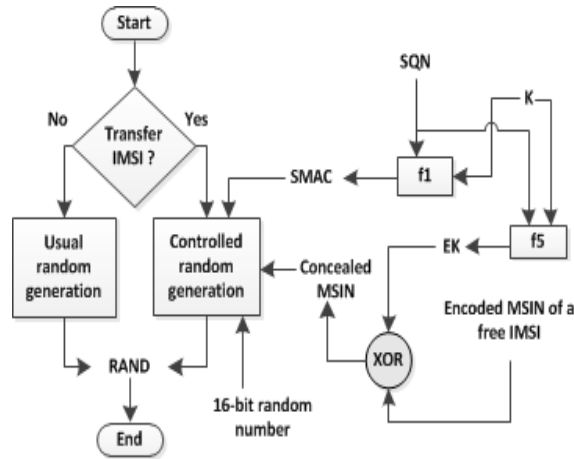 Start
SQN
K
No
Yes
Transfer
IMSI ?
f1
SMAC
f5
Usual
random
generation
Controlled
random
generation
EK
Concealed
MSIN
Encoded MSIN of a
free IMSI
XOR
RAND
16-bit random
number
End